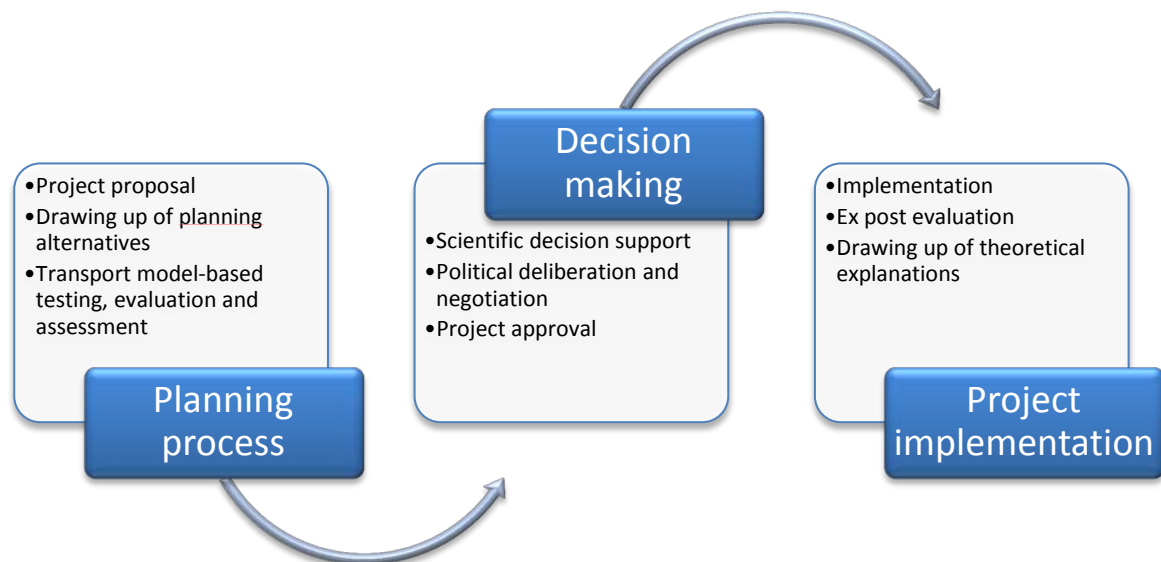 •Project proposal
•Drawing up of planning
alternatives
•Transport model-based
testing, evaluation and
assessment
Planning
process
Decision
making
•Scientific decision support
•Political deliberation and
negotiation
•Project approval
•Implementation
•Ex post evaluation
•Drawing up of theoretical
explanations
Project
implementation